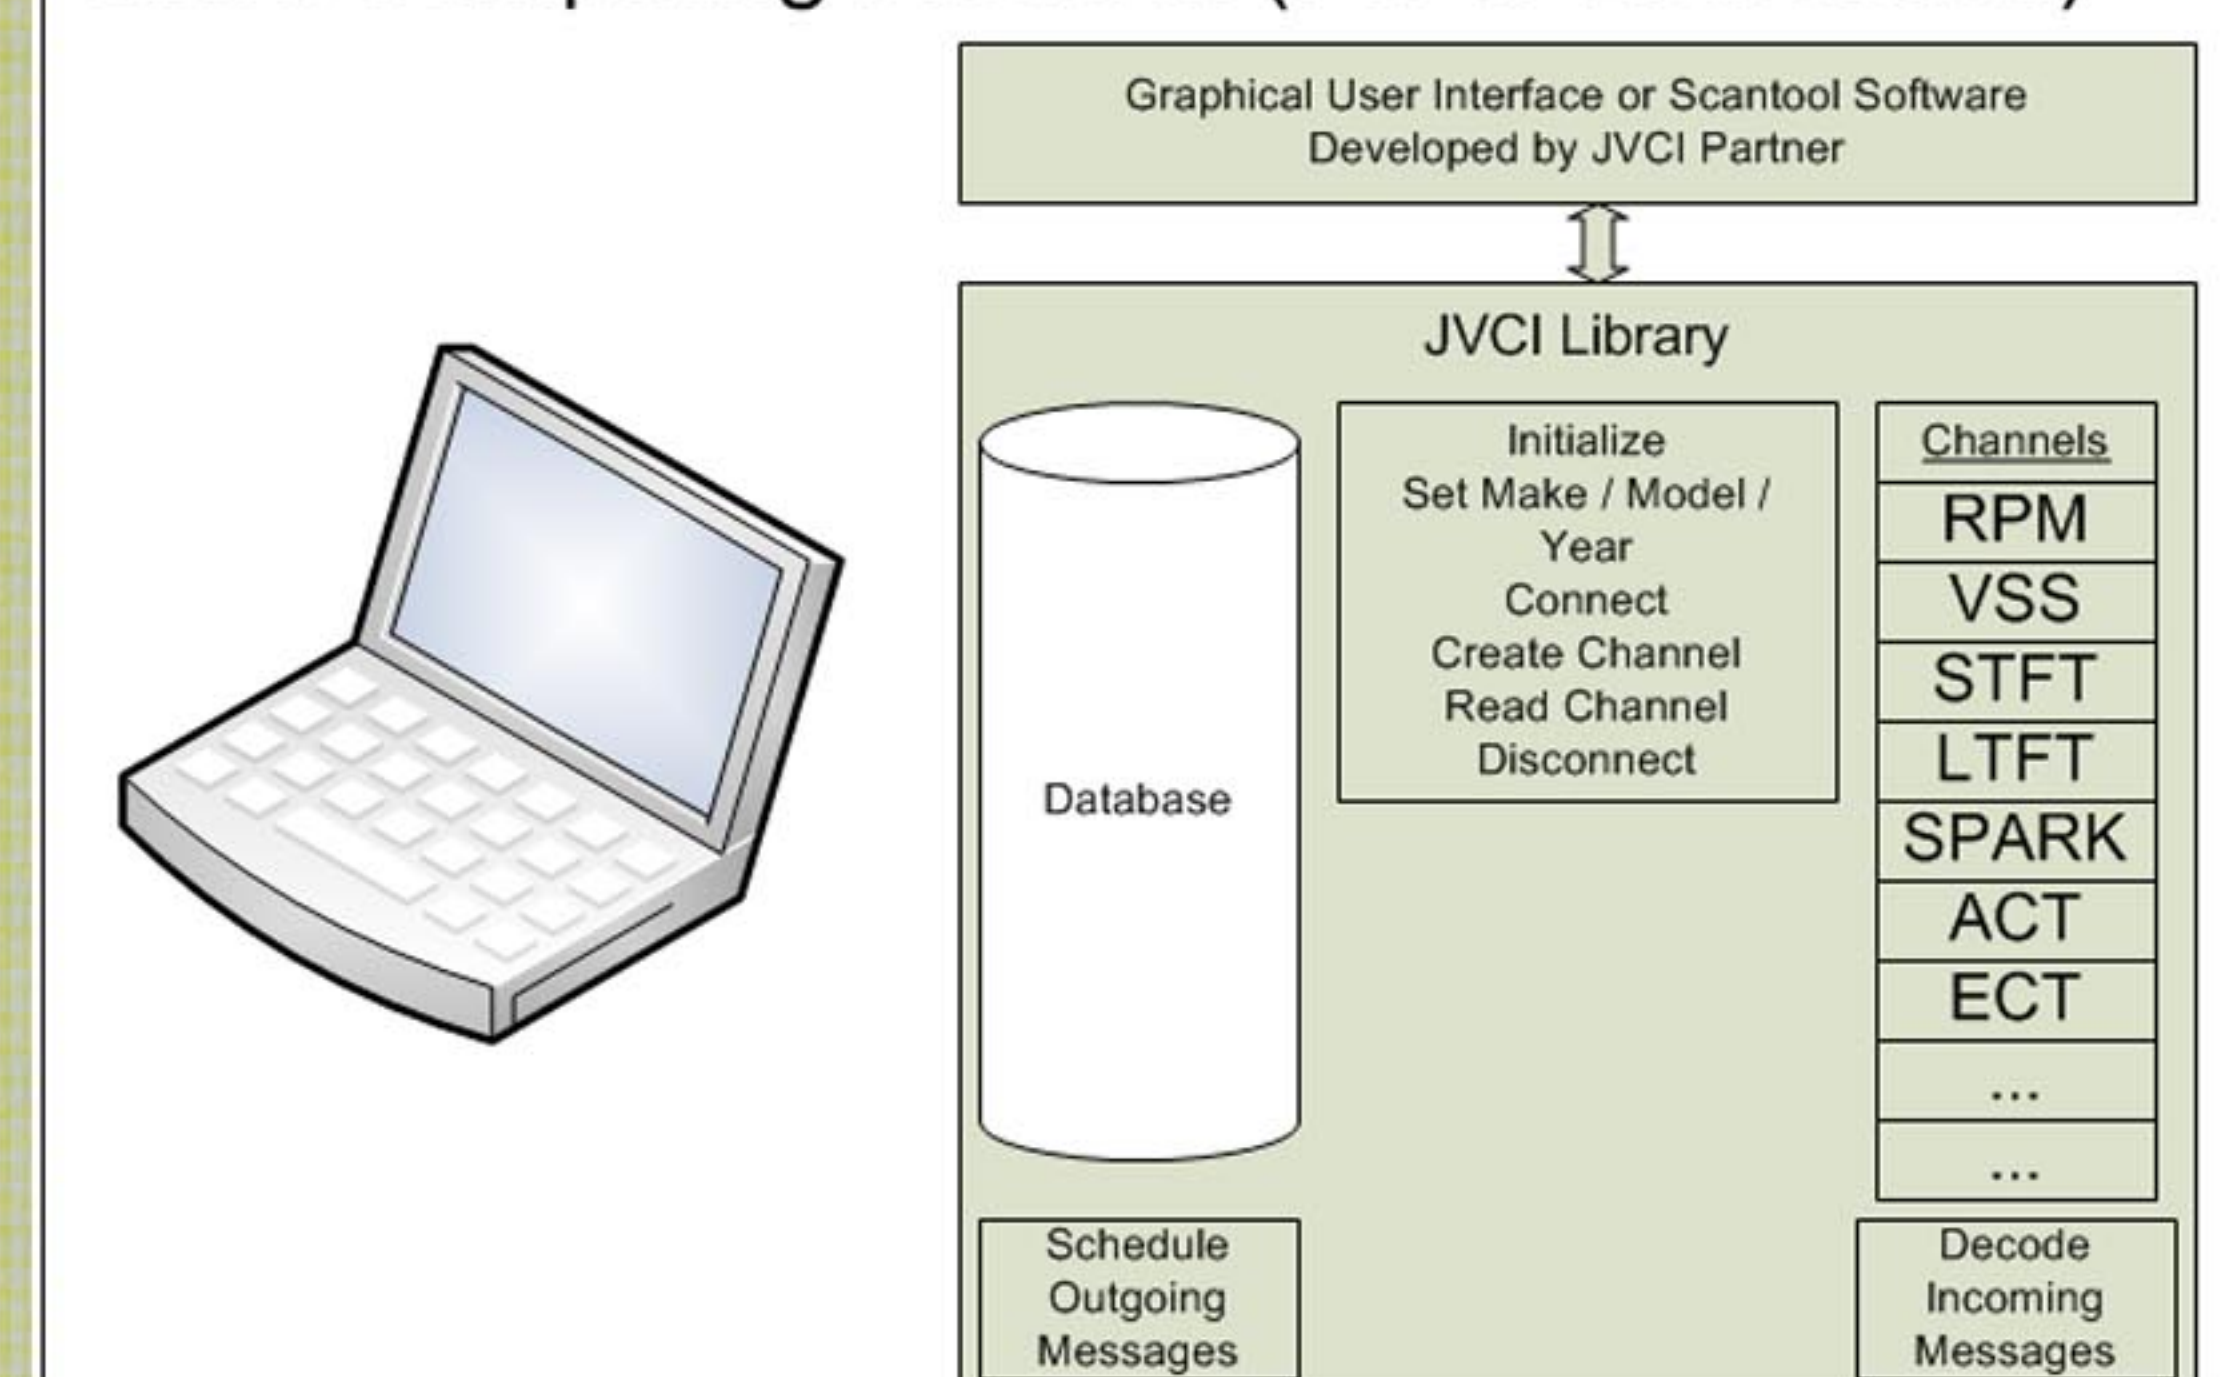 Graphical User Interface or Scantool Software
Developed by JVCI Partner
JVCI Library
Database
Initialize
Set Make / Model /
Year
Connect
Create Channel
Read Channel
Disconnect
Channels
RPM
VSS
STFT
LTFT
SPARK
ACT
ECT
...
...
Schedule
Outgoing
Messages
Decode
Incoming
Messages